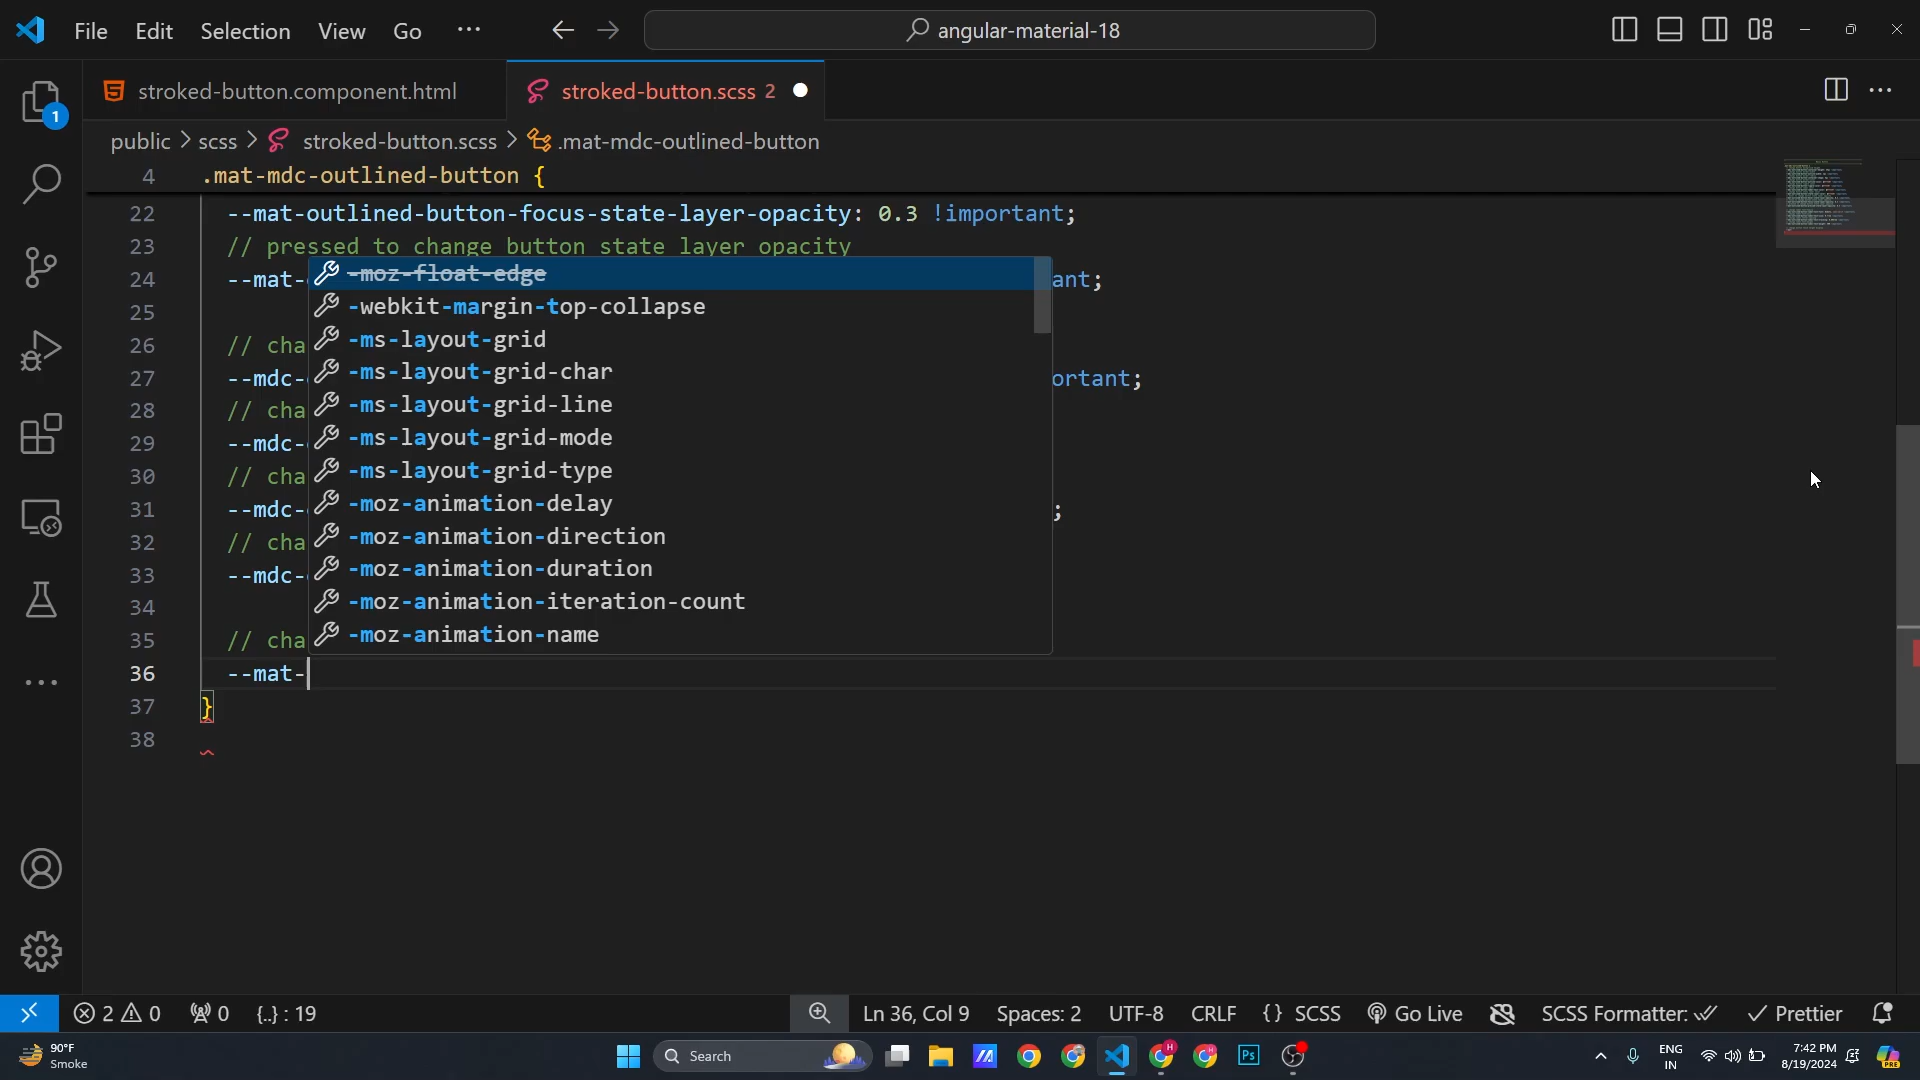 File Edit Selection View Go ···
angular-material-18
stroked-button.component.html
stroked-button.scss 2
public > scss > stroked-button.scss > .mat-mdc-outlined-button
4 .mat-mdc-outlined-button {
22 --mat-outlined-button-focus-state-layer-opacity: 0.3 !important;
23 // pressed to change button state layer opacity
24 --mat- ant;
25
26 // cha
27 --mdc- ortant;
28 // cha
29 --mdc-
30 // cha
31 --mdc- ;
32 // cha
33 --mdc-
34
35 // cha
36 --mat-
37 }
38
-moz-float-edge
-webkit-margin-top-collapse
-ms-layout-grid
-ms-layout-grid-char
-ms-layout-grid-line
-ms-layout-grid-mode
-ms-layout-grid-type
-moz-animation-delay
-moz-animation-direction
-moz-animation-duration
-moz-animation-iteration-count
-moz-animation-name
1
2 0 0 {..} : 19
Ln 36, Col 9 Spaces: 2 UTF-8 CRLF {} SCSS Go Live SCSS Formatter: Prettier
90°F
Smoke
Search
Ps
ENG
IN
7:42 PM
8/19/2024